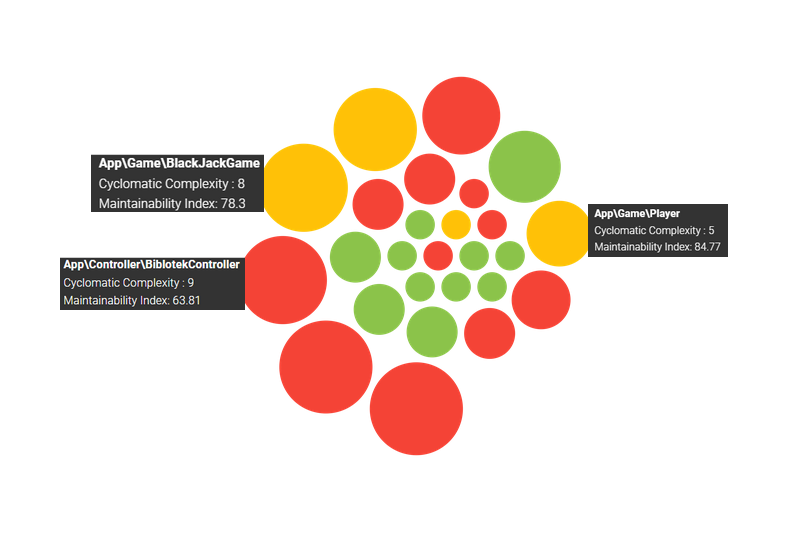 App\Game\BlackJackGame
Cyclomatic Complexity : 8
Maintainability Index: 78.3
App\Game\Player
Cyclomatic Complexity : 5
Maintainability Index: 84.77
App\Controller\BiblotekController
Cyclomatic Complexity : 9
Maintainability Index: 63.81